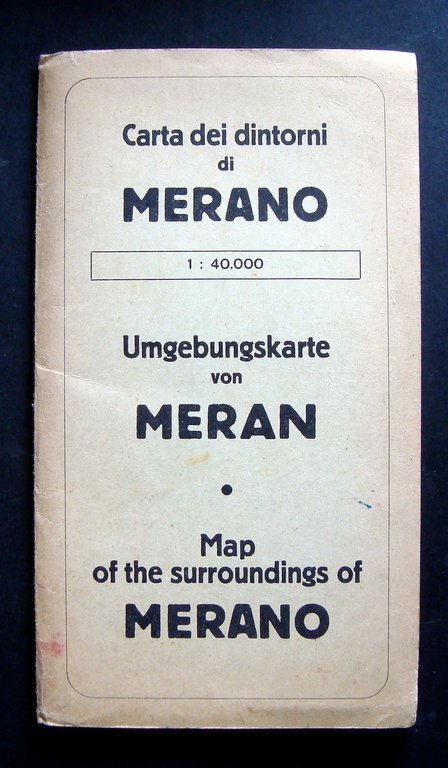 Carta dei dintorni
di
MERANO
1 : 40.000
Umgebungskarte
von
MERAN
•
Map
of the surroundings of
MERANO